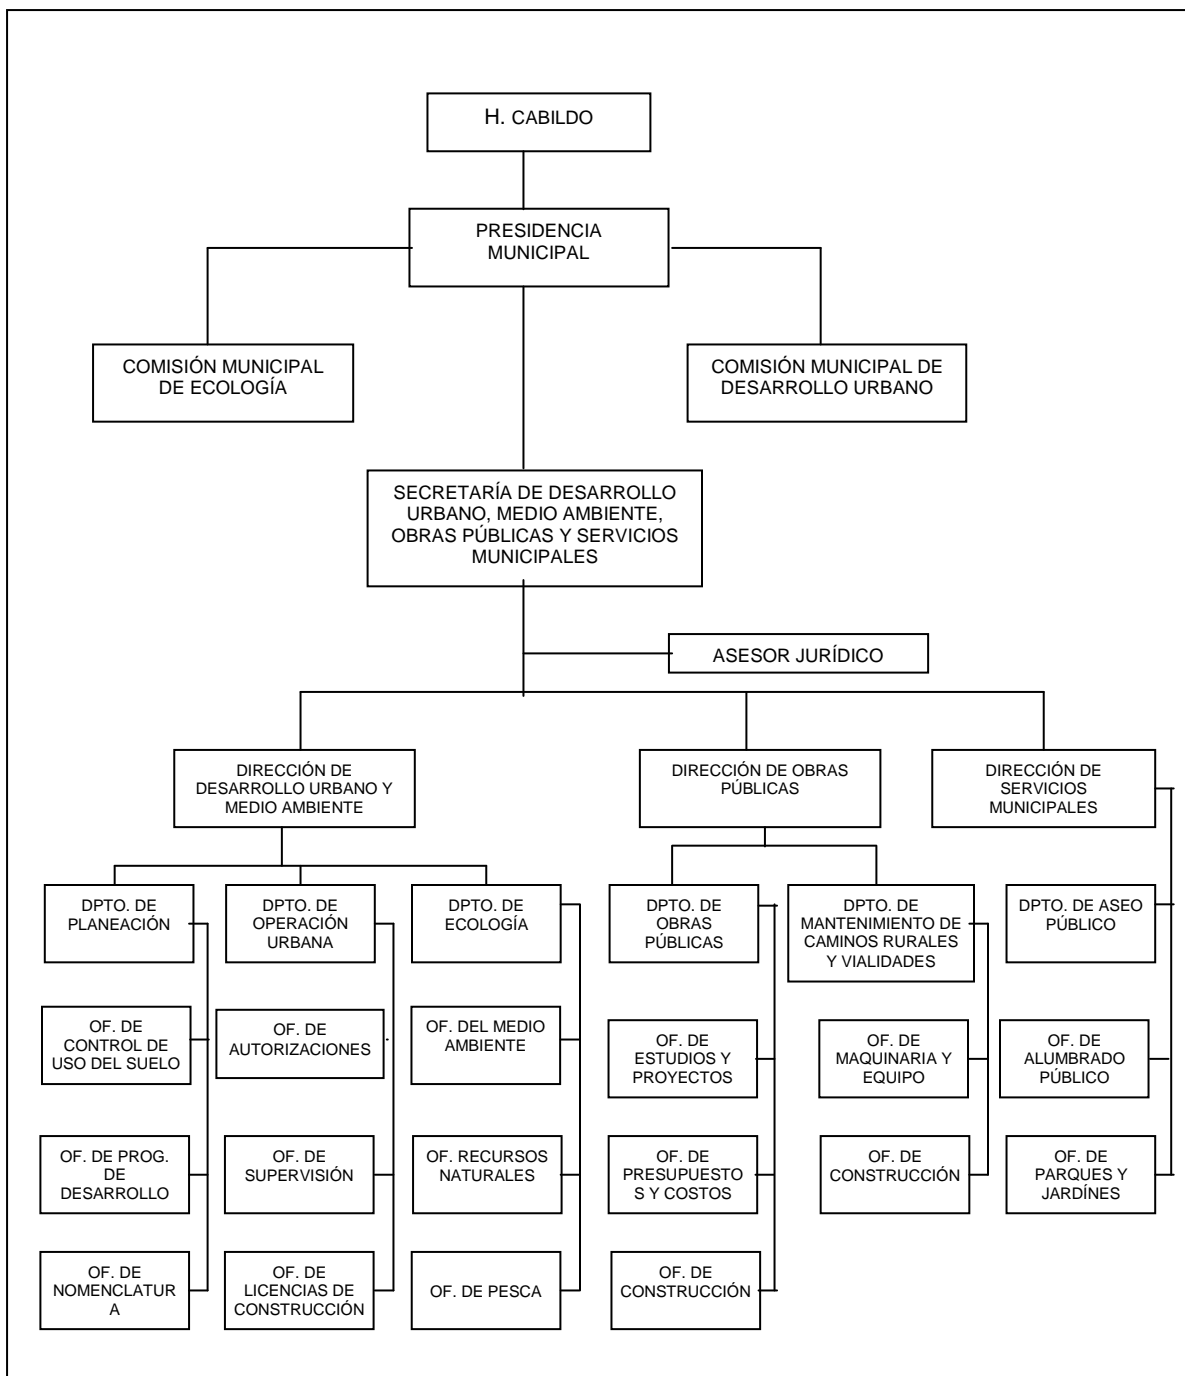 H. CABILDO
PRESIDENCIA
MUNICIPAL
COMISIÓN MUNICIPAL
DE ECOLOGÍA
COMISIÓN MUNICIPAL DE
DESARROLLO URBANO
SECRETARÍA DE DESARROLLO
URBANO, MEDIO AMBIENTE,
OBRAS PÚBLICAS Y SERVICIOS
MUNICIPALES
ASESOR JURÍDICO
DIRECCIÓN DE
DESARROLLO URBANO Y
MEDIO AMBIENTE
DIRECCIÓN DE OBRAS
PÚBLICAS
DIRECCIÓN DE
SERVICIOS
MUNICIPALES
DPTO. DE
PLANEACIÓN
DPTO. DE
OPERACIÓN
URBANA
DPTO. DE
ECOLOGÍA
DPTO. DE
OBRAS
PÚBLICAS
DPTO. DE
MANTENIMIENTO DE
CAMINOS RURALES
Y VIALIDADES
DPTO. DE ASEO
PÚBLICO
OF. DE
CONTROL DE
USO DEL SUELO
OF. DE
AUTORIZACIONES
OF. DEL MEDIO
AMBIENTE
OF. DE
ESTUDIOS Y
PROYECTOS
OF. DE
MAQUINARIA Y
EQUIPO
OF. DE
ALUMBRADO
PÚBLICO
OF. DE PROG.
DE
DESARROLLO
OF. DE
SUPERVISIÓN
OF. RECURSOS
NATURALES
OF. DE
PRESUPUESTO
S Y COSTOS
OF. DE
CONSTRUCCIÓN
OF. DE
PARQUES Y
JARDÍNES
OF. DE
NOMENCLATUR
A
OF. DE
LICENCIAS DE
CONSTRUCCIÓN
OF. DE PESCA
OF. DE
CONSTRUCCIÓN